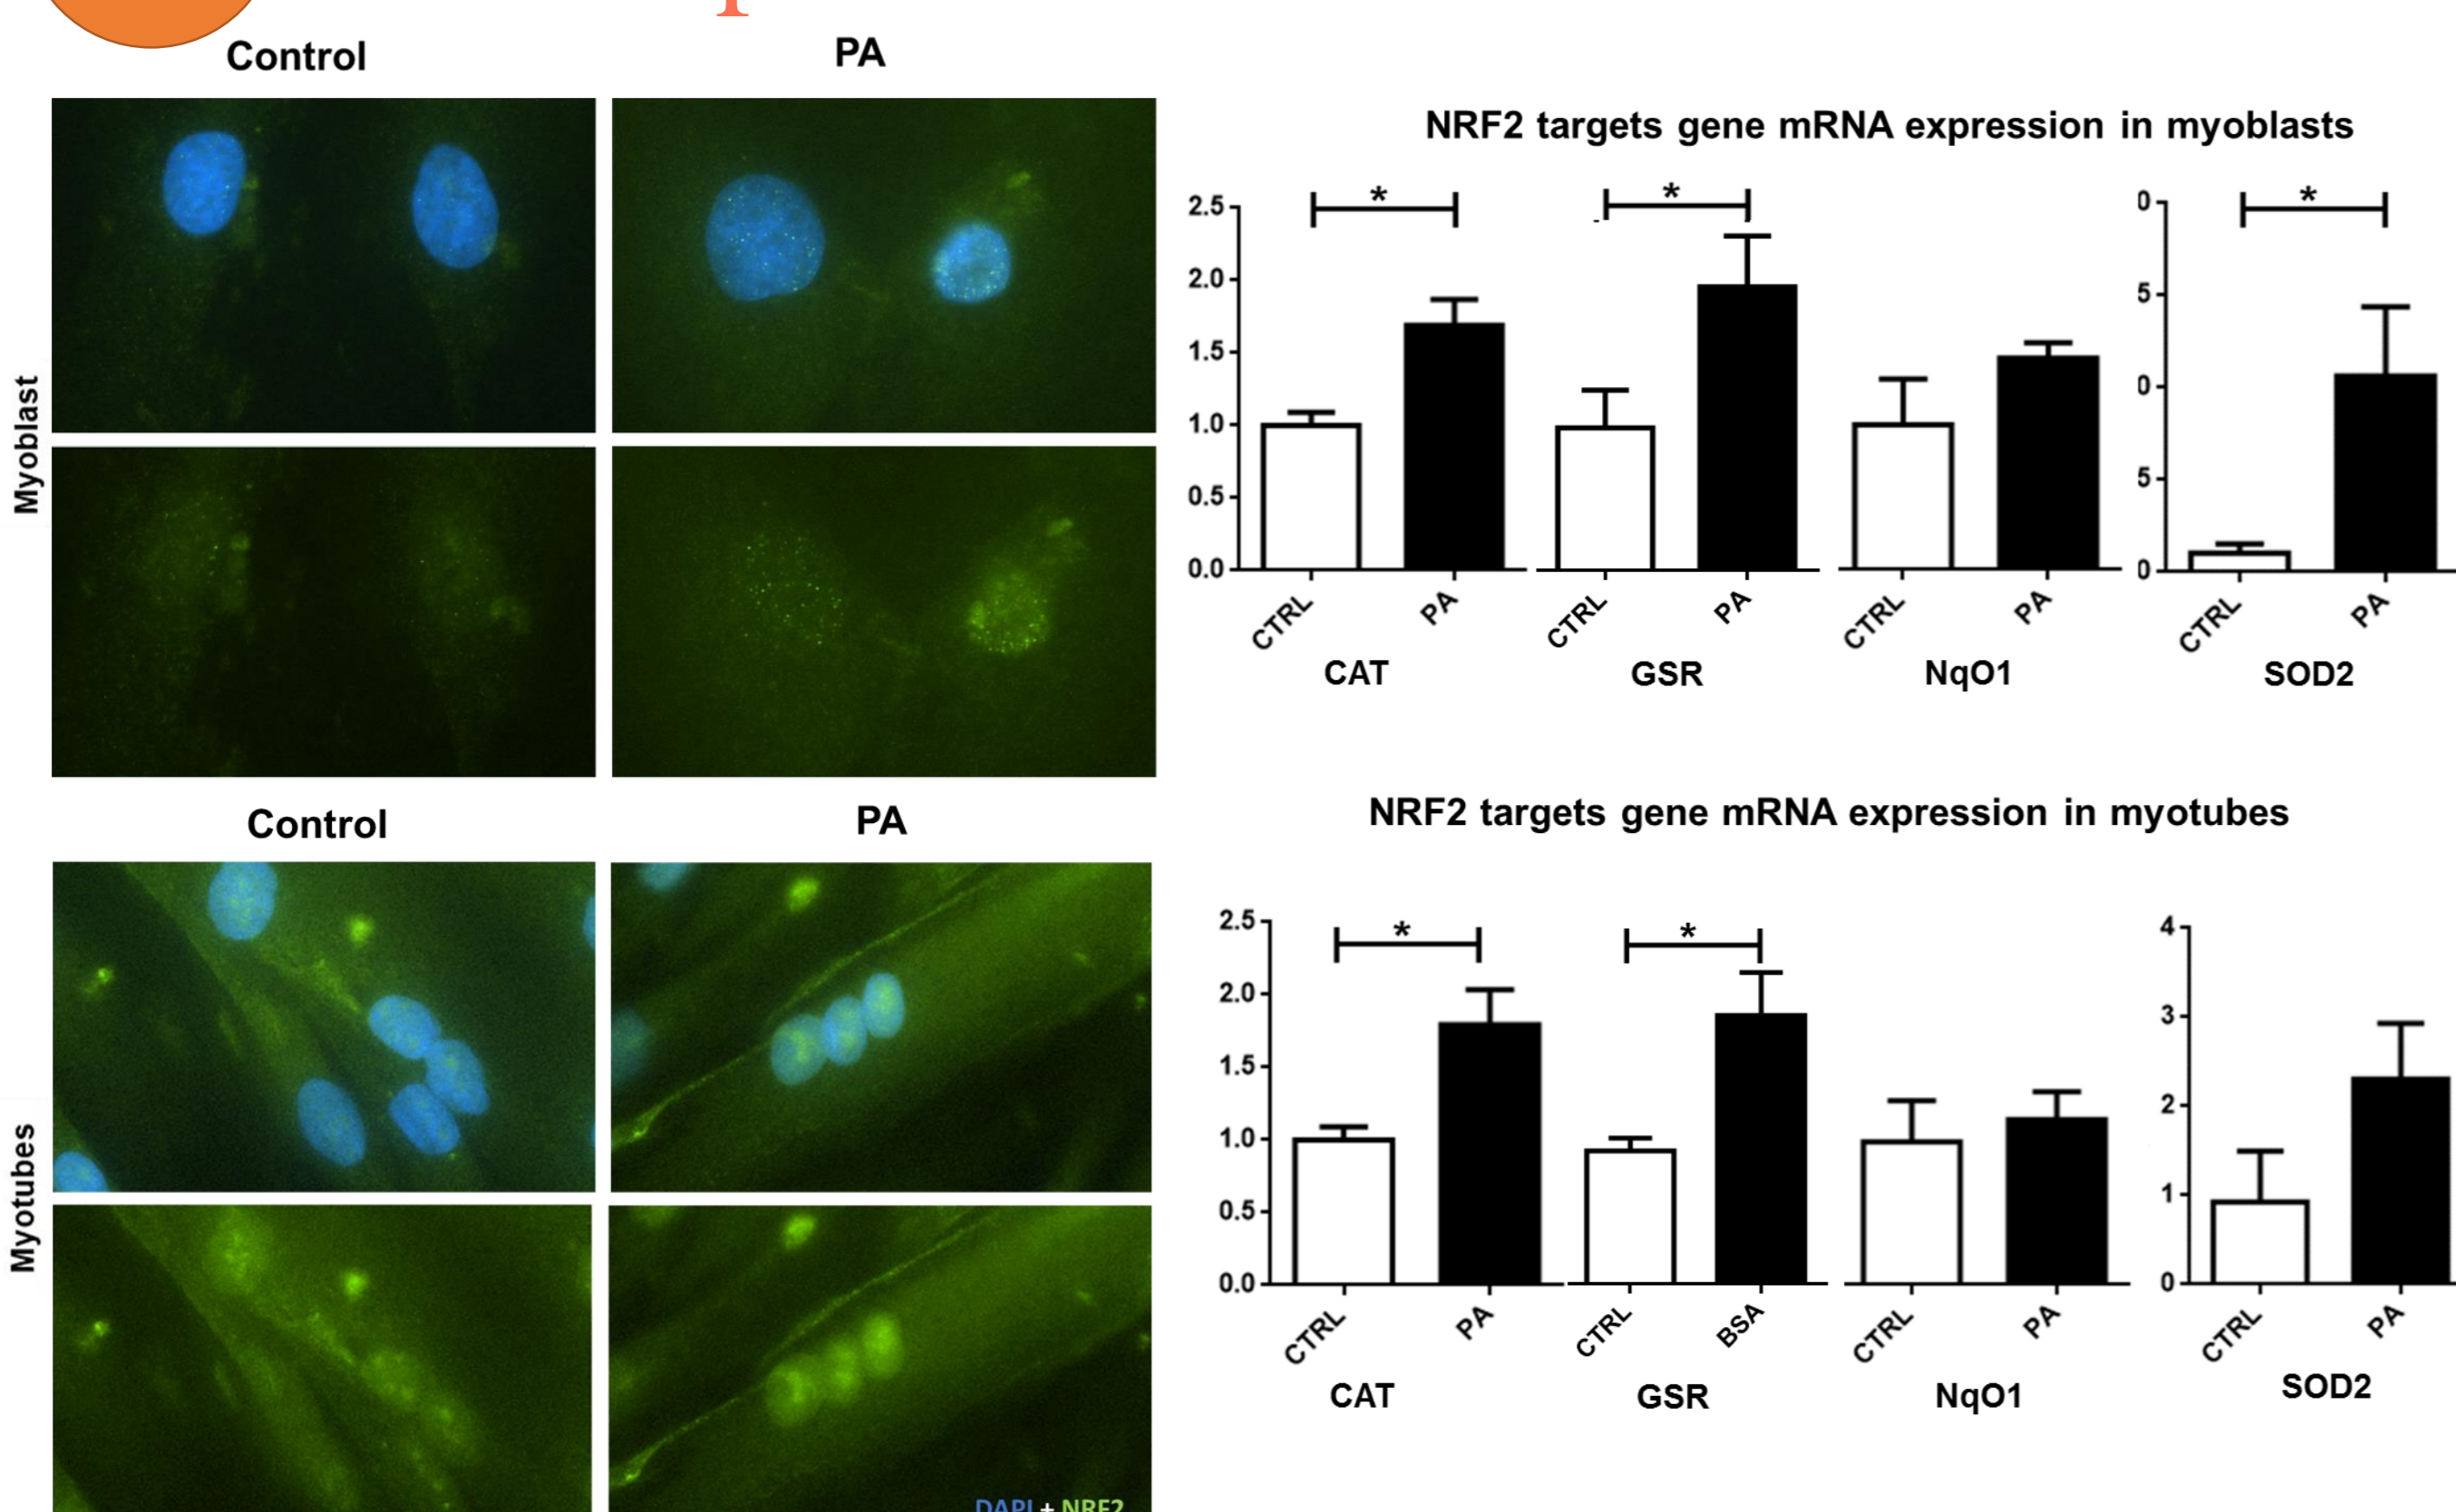 Control
PA
Myoblast
NRF2 targets gene mRNA expression in myoblasts
*
*
*
2.5
2.0
1.5
1.0
0.5
0.0
0
5
0
5
0
CTRL
PA
CTRL
PA
CTRL
PA
CTRL
PA
CAT
GSR
NqO1
SOD2
Control
PA
Myotubes
NRF2 targets gene mRNA expression in myotubes
*
*
2.5
2.0
1.5
1.0
0.5
0.0
4
3
2
1
0
CTRL
PA
CTRL
BSA
CTRL
PA
CTRL
PA
CAT
GSR
NqO1
SOD2
DAPI + NRF2